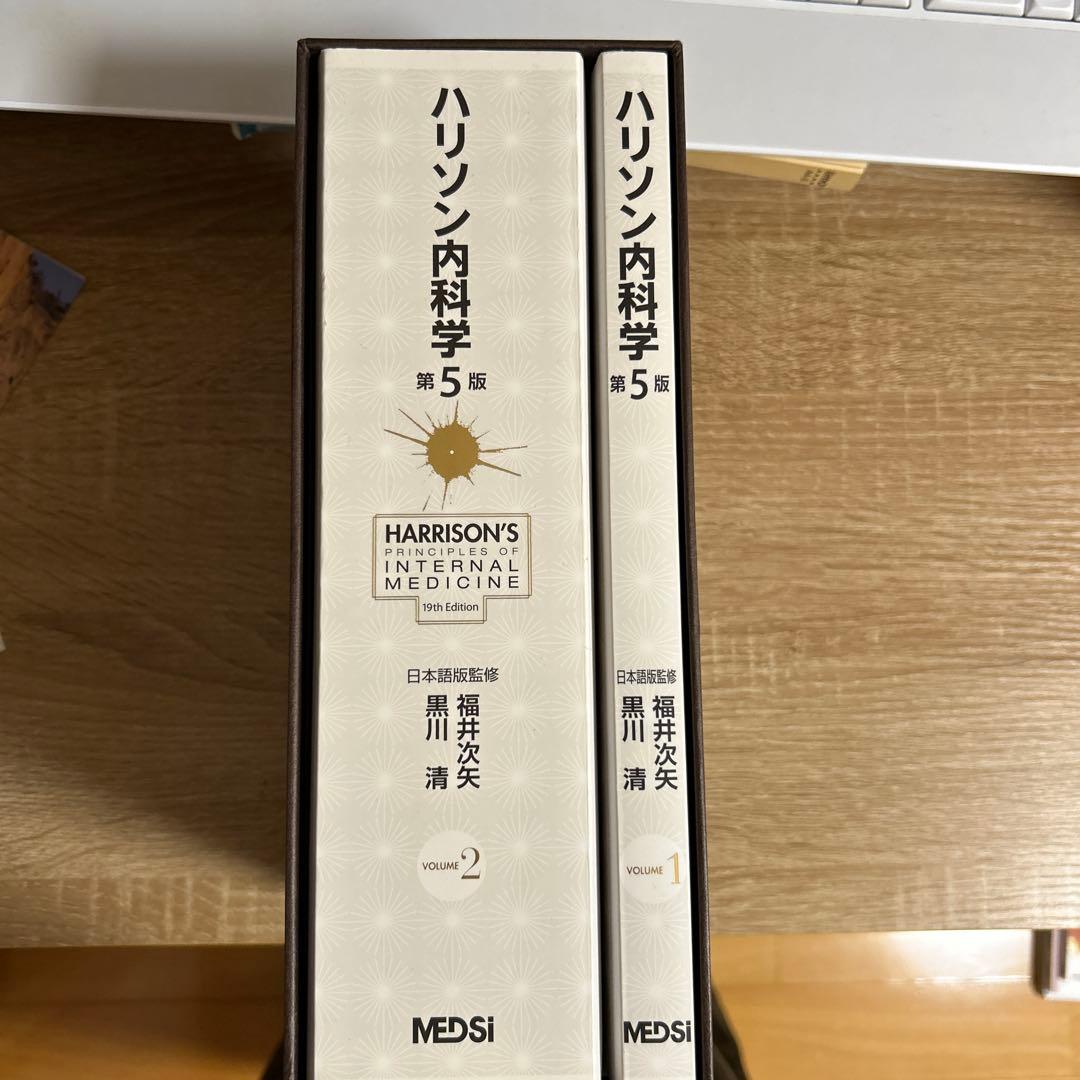 ハリソン内科学
第5版
HARRISON'S
PRINCIPLES OF
INTERNAL
MEDICINE
19th Edition
日本語版監修
福井次矢
黒川 清
VOLUME 2
MEDSi
ハリソン内科学
第5版
日本語版監修
福井次矢
黒川 清
VOLUME 1
MEDSi